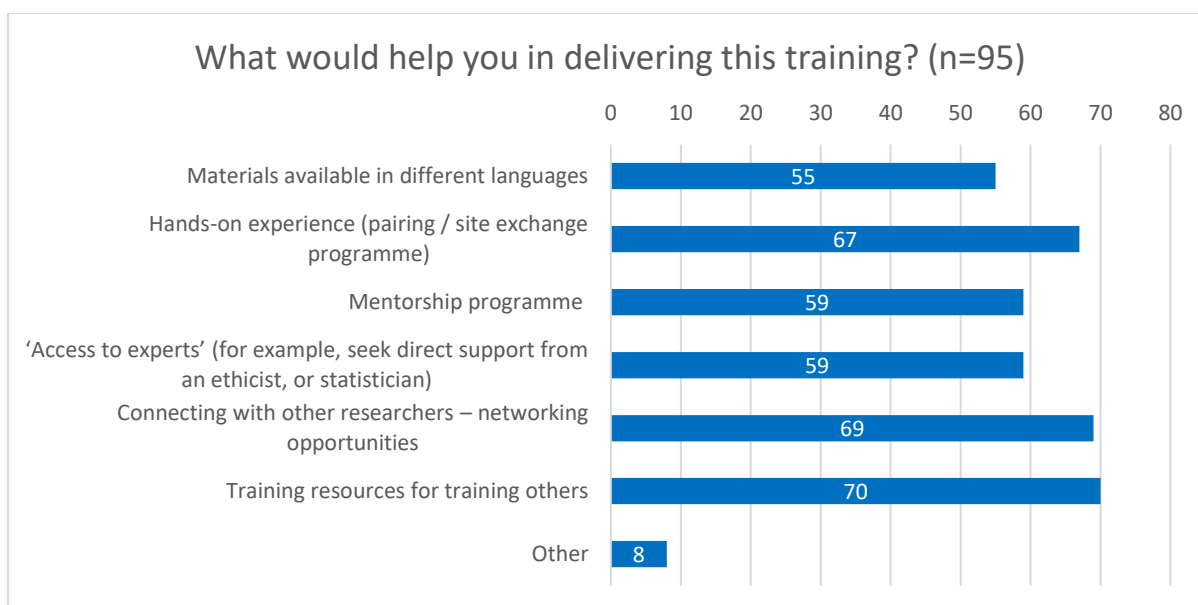 What would help you in delivering this training? (n=95)
0 10 20 30 40 50 60 70 80
Materials available in different languages 55
Hands-on experience (pairing / site exchange
programme) 67
Mentorship programme 59
‘Access to experts’ (for example, seek direct support from
an ethicist, or statistician) 59
Connecting with other researchers – networking
opportunities 69
Training resources for training others 70
Other 8